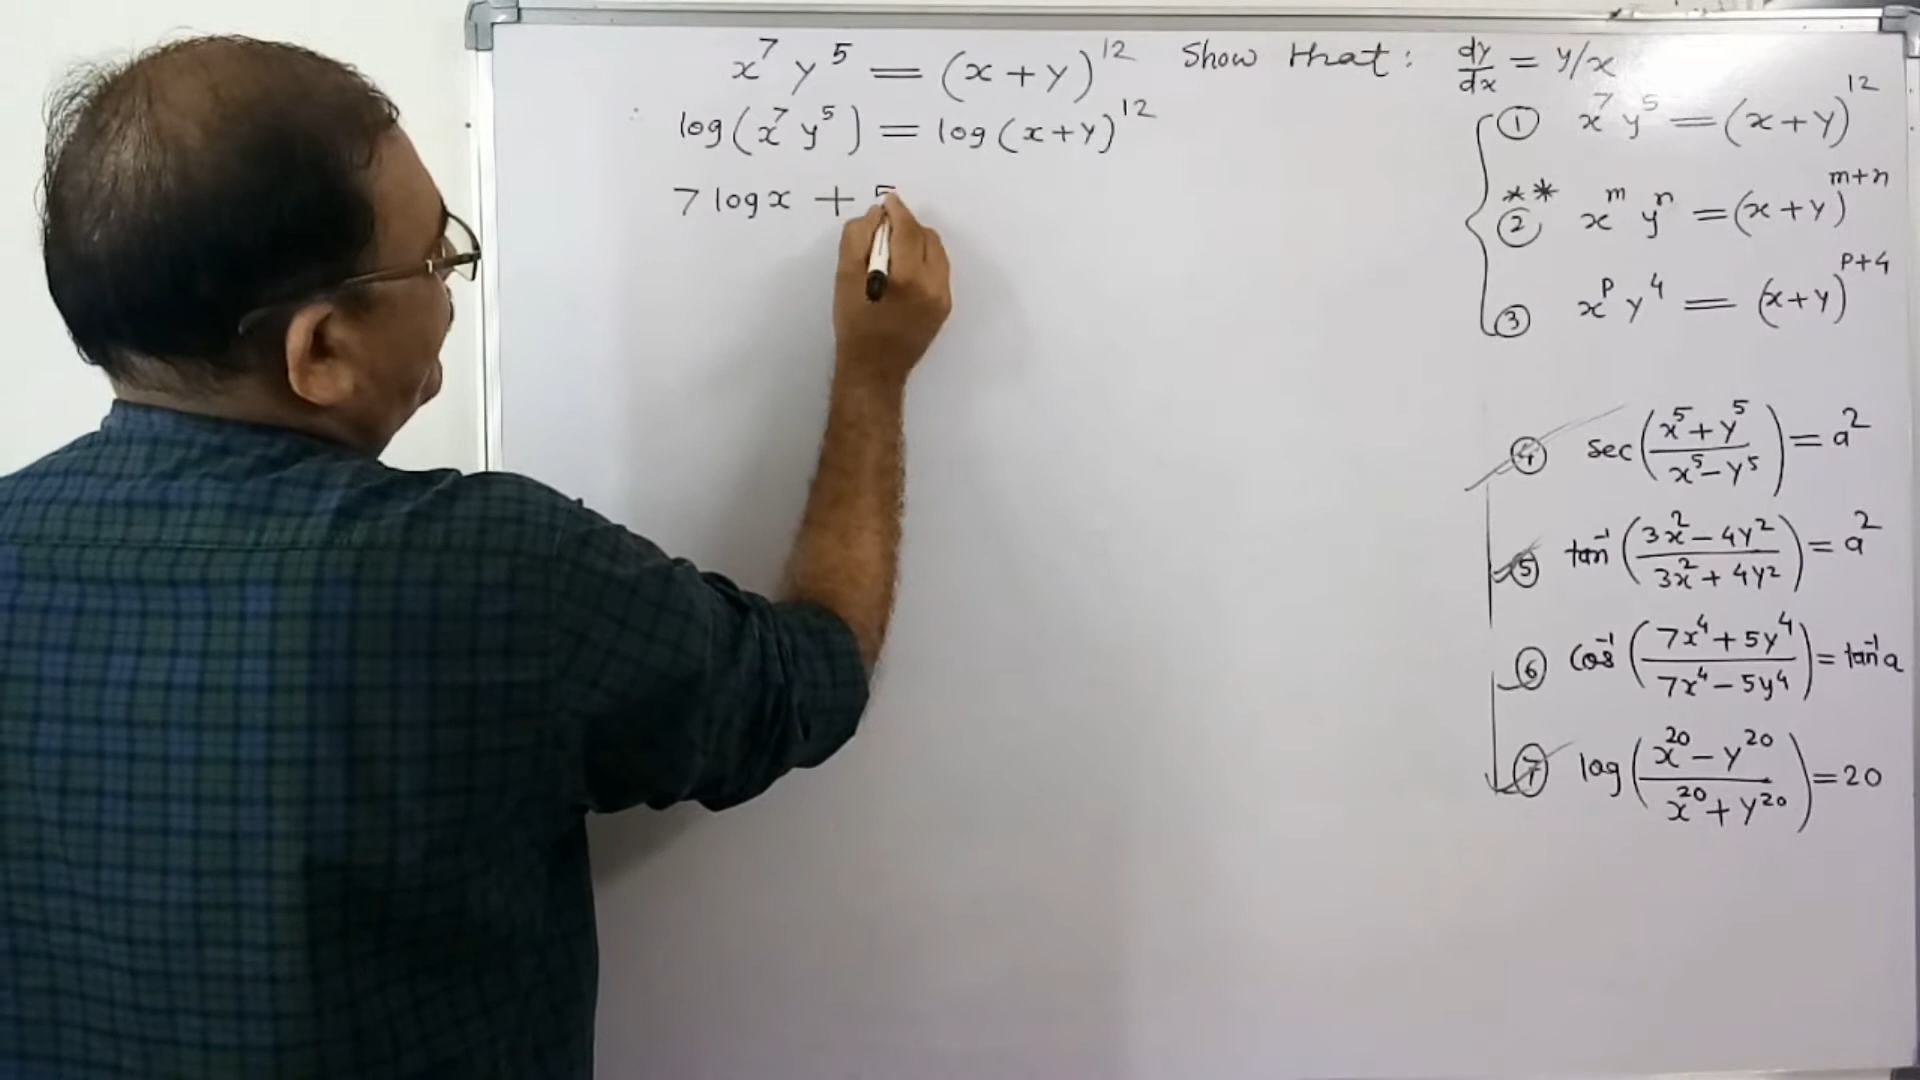 x⁷ y⁵ = (x + y)¹² Show that : dy/dx = y/x
log(x⁷ y⁵) = log(x+y)¹²
7 log x + 5
① x⁷ y⁵ = (x+y)¹²
** ② xᵐ yⁿ = (x+y)ᵐ⁺ⁿ
③ xᵖ y⁴ = (x+y)ᵖ⁺⁴
④ sec((x⁵+y⁵)/(x⁵-y⁵)) = a²
⑤ tan⁻¹((3x²-4y²)/(3x²+4y²)) = a²
⑥ cos⁻¹((7x⁴+5y⁴)/(7x⁴-5y⁴)) = tan⁻¹a
⑦ log((x²⁰-y²⁰)/(x²⁰+y²⁰)) = 20